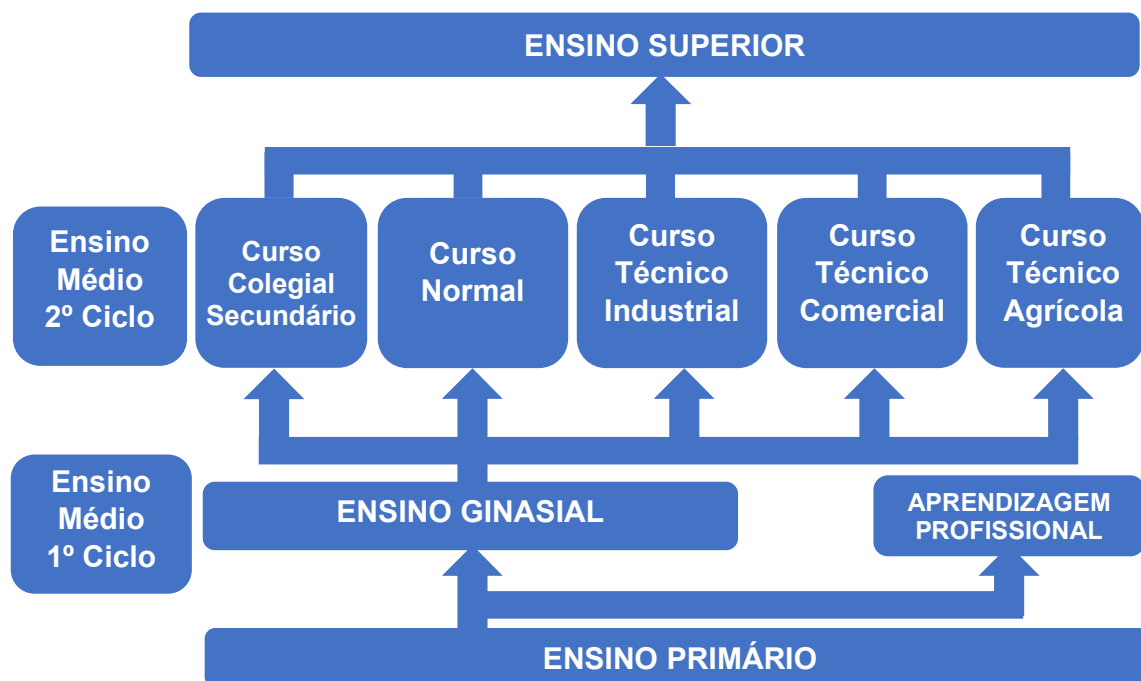 ENSINO SUPERIOR
Ensino
Médio
2º Ciclo
Curso
Colegial
Secundário
Curso
Normal
Curso
Técnico
Industrial
Curso
Técnico
Comercial
Curso
Técnico
Agrícola
Ensino
Médio
1º Ciclo
ENSINO GINASIAL
APRENDIZAGEM
PROFISSIONAL
ENSINO PRIMÁRIO